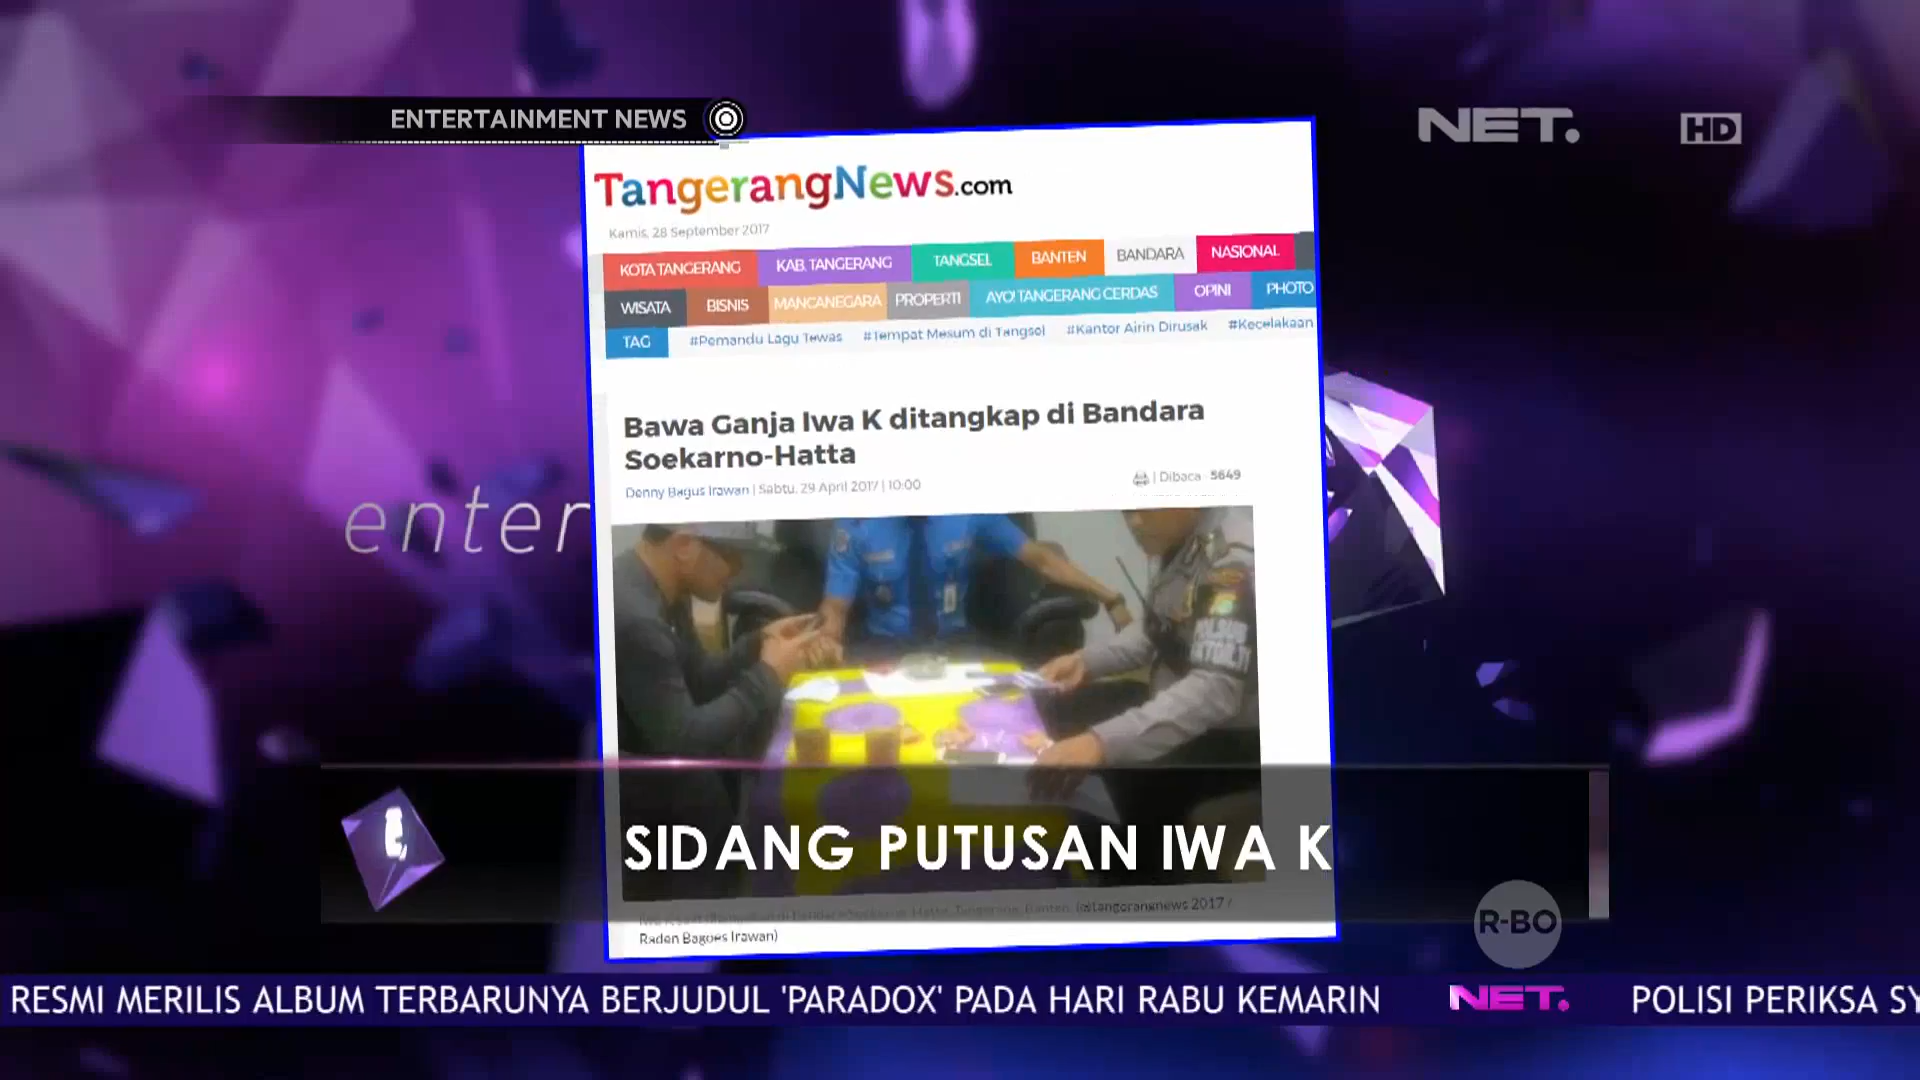 ENTERTAINMENT NEWS
NET.
HD
TangerangNews.com
Kamis, 28 September 2017
KOTA TANGERANG KAB. TANGERANG TANGSEL BANTEN BANDARA NASIONAL
WISATA BISNIS MANCANEGARA PROPERTI AYO! TANGERANG CERDAS OPINI PHOTO
TAG #Pemandu Lagu Tewas #Tempat Mesum di Tangsel #Kantor Airin Dirusak #Kecelakaan
Bawa Ganja Iwa K ditangkap di Bandara
Soekarno-Hatta
Denny Bagus Irawan | Sabtu, 29 April 2017 | 10:00 | Dibaca 5649
enter
SIDANG PUTUSAN IWA K
(@tangerangnews 2017 /
Raden Bagoes Irawan)
R-BO
RESMI MERILIS ALBUM TERBARUNYA BERJUDUL 'PARADOX' PADA HARI RABU KEMARIN NET. POLISI PERIKSA SY